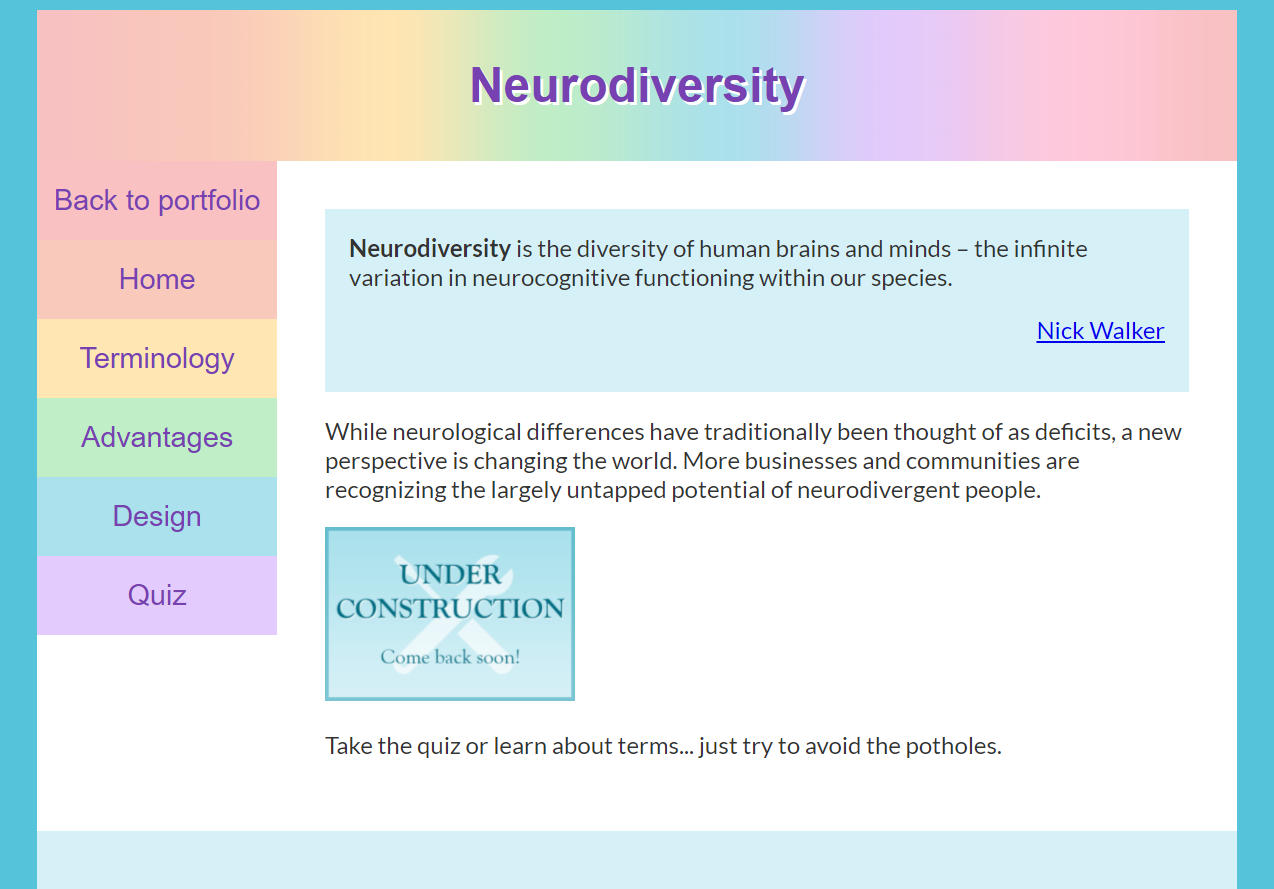 Neurodiversity
Back to portfolio
Home
Terminology
Advantages
Design
Quiz
Neurodiversity is the diversity of human brains and minds – the infinite
variation in neurocognitive functioning within our species.
Nick Walker
While neurological differences have traditionally been thought of as deficits, a new
perspective is changing the world. More businesses and communities are
recognizing the largely untapped potential of neurodivergent people.
UNDER
CONSTRUCTION
Come back soon!
Take the quiz or learn about terms... just try to avoid the potholes.